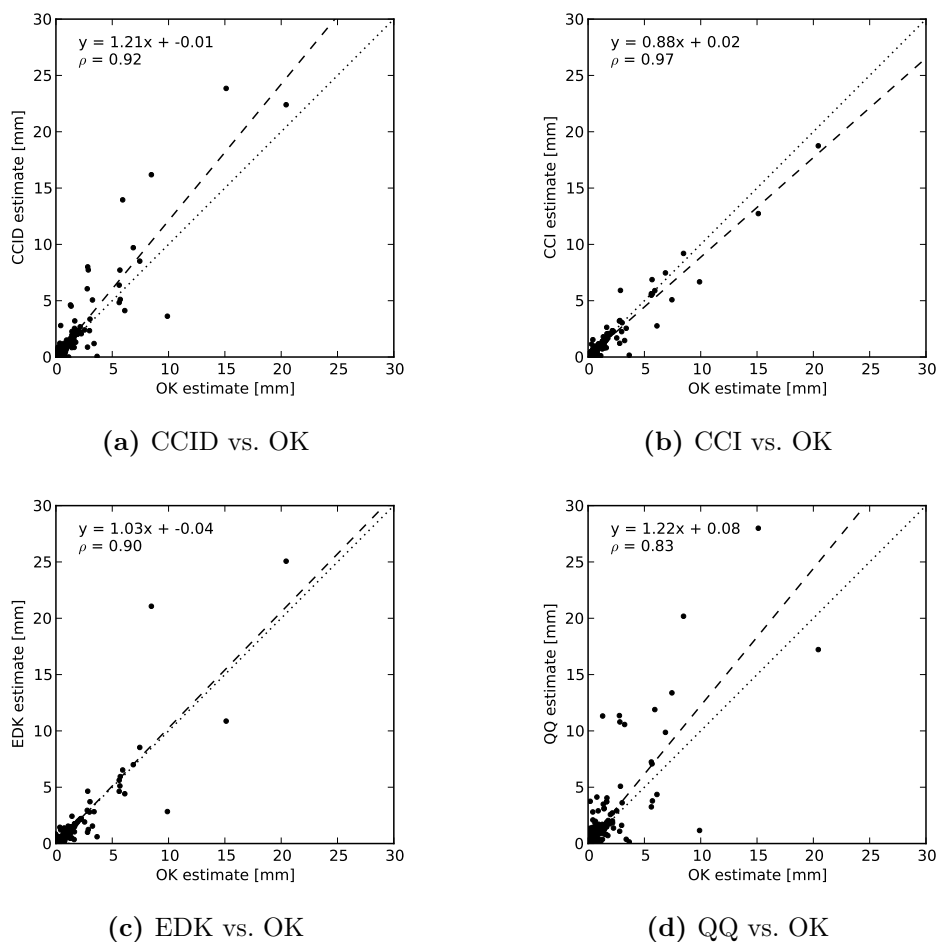 30
25
20
15
10
5
0
CCID estimate [mm]
y = 1.21x + -0.01
ρ = 0.92
0 5 10 15 20 25 30
OK estimate [mm]
(a) CCID vs. OK
30
25
20
15
10
5
0
CCI estimate [mm]
y = 0.88x + 0.02
ρ = 0.97
0 5 10 15 20 25 30
OK estimate [mm]
(b) CCI vs. OK
30
25
20
15
10
5
0
EDK estimate [mm]
y = 1.03x + -0.04
ρ = 0.90
0 5 10 15 20 25 30
OK estimate [mm]
(c) EDK vs. OK
30
25
20
15
10
5
0
QQ estimate [mm]
y = 1.22x + 0.08
ρ = 0.83
0 5 10 15 20 25 30
OK estimate [mm]
(d) QQ vs. OK